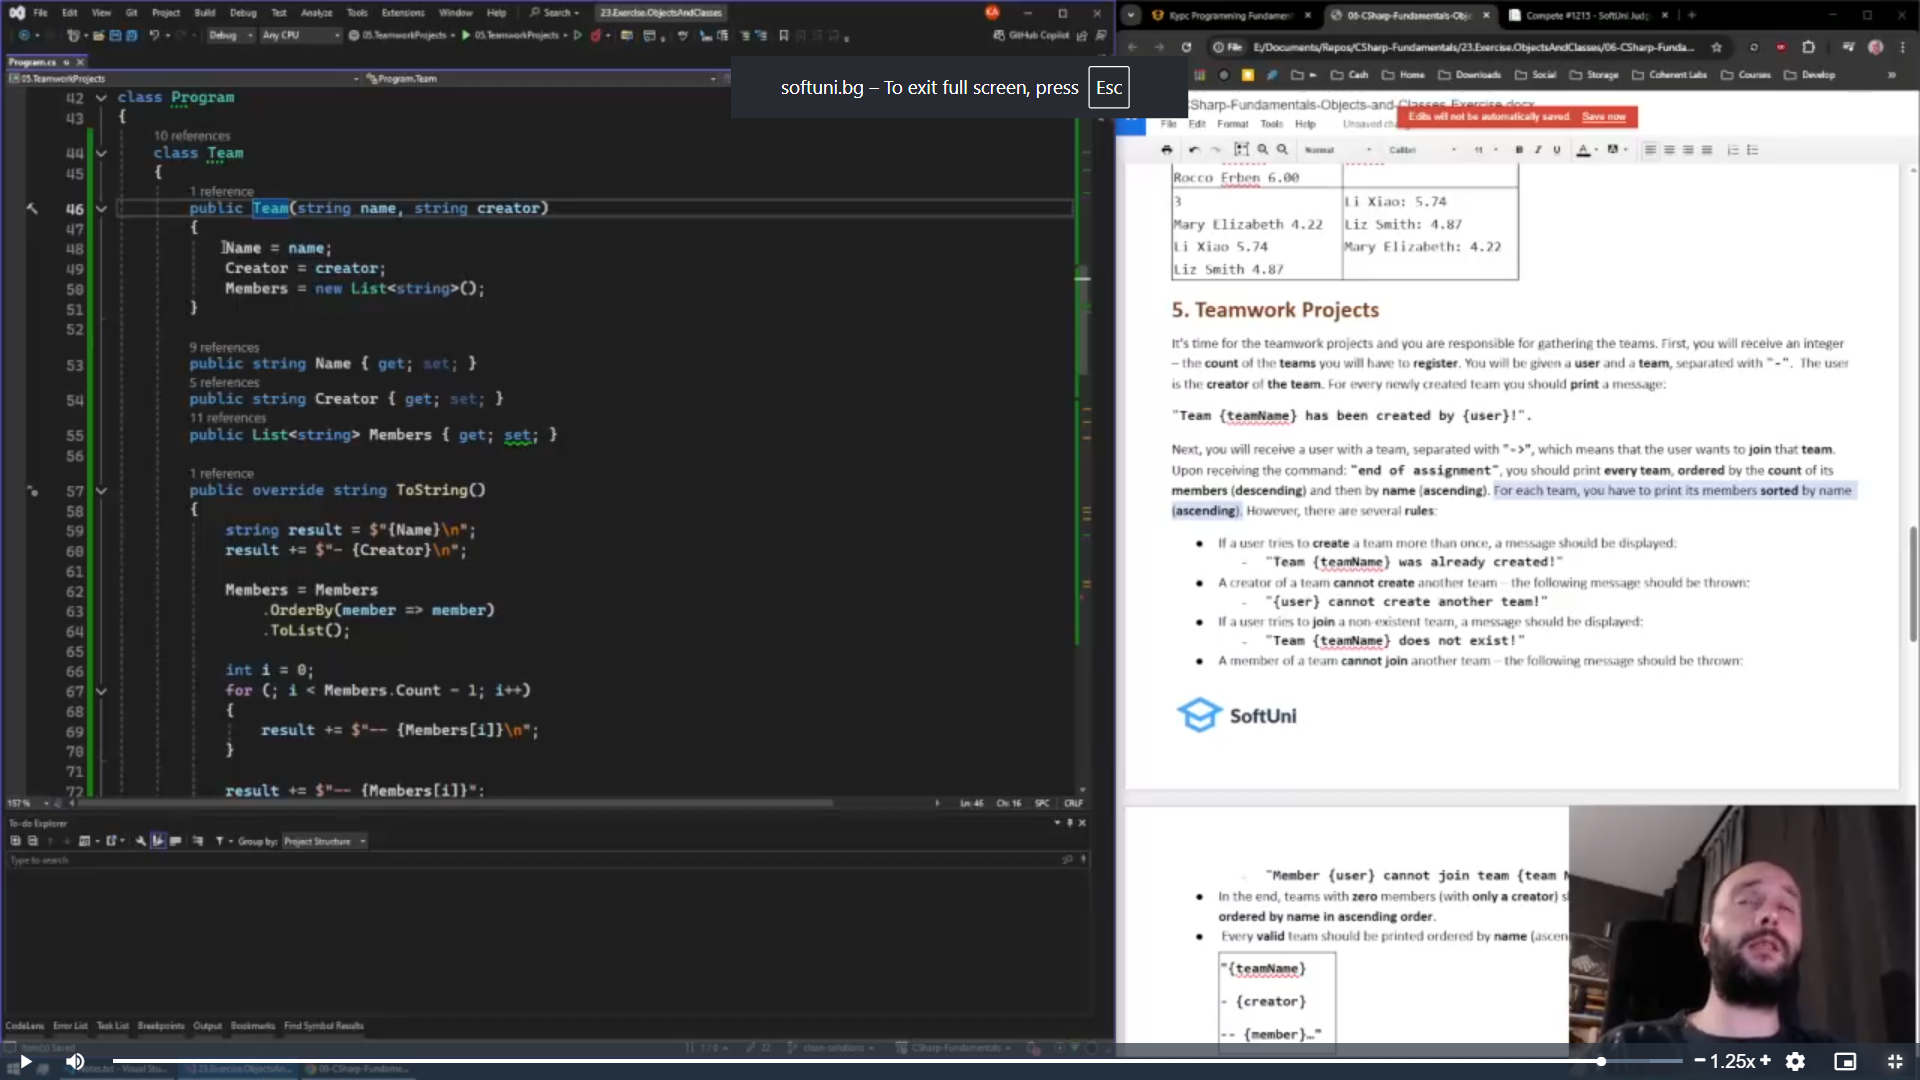 File Edit View Git Project Build Debug Test Analyze Tools Extensions Window Help Search 23.Exercise.ObjectsAndClasses
Debug Any CPU 05.TeamworkProjects 05.TeamworkProjects GitHub Copilot
Program.cs
05.TeamworkProjects Program.Team
42 class Program
43 {
10 references
44 class Team
45 {
1 reference
46 public Team(string name, string creator)
47 {
48 Name = name;
49 Creator = creator;
50 Members = new List<string>();
51 }
52
9 references
53 public string Name { get; set; }
5 references
54 public string Creator { get; set; }
11 references
55 public List<string> Members { get; set; }
56
1 reference
57 public override string ToString()
58 {
59 string result = $"{Name}\n";
60 result += $"- {Creator}\n";
61
62 Members = Members
63 .OrderBy(member => member)
64 .ToList();
65
66 int i = 0;
67 for (; i < Members.Count - 1; i++)
68 {
69 result += $"-- {Members[i]}\n";
70 }
71
72 result += $"-- {Members[i]}";
157 % Ln: 46 Ch: 16 SPC CRLF
To-do Explorer
Group by: Project Structure
Type to search
CodeLens Error List Task List Breakpoints Output Bookmarks Find Symbol Results
Item(s) Saved 1 / 0 22 clean-solutions CSharp-Fundamentals
softuni.bg – To exit full screen, press Esc
Курс Programming Fundamen 06-CSharp-Fundamentals-Obj Compete #1215 - SoftUni Jud
File E:/Documents/Repos/CSharp-Fundamentals/23.Exercise.ObjectsAndClasses/06-CSharp-Funda...
Cash Home Downloads Social Storage Coherent Labs Courses Develop
CSharp-Fundamentals-Objects-and-Classes-Exercise.docx
File Edit Format Tools Help Unsaved cha
Edits will not be automatically saved. Save now
Normal Calibri 11 B I U A
Rocco Erben 6.00
3
Mary Elizabeth 4.22
Li Xiao 5.74
Liz Smith 4.87
Li Xiao: 5.74
Liz Smith: 4.87
Mary Elizabeth: 4.22
5. Teamwork Projects
It's time for the teamwork projects and you are responsible for gathering the teams. First, you will receive an integer
– the count of the teams you will have to register. You will be given a user and a team, separated with "-". The user
is the creator of the team. For every newly created team you should print a message:
"Team {teamName} has been created by {user}!".
Next, you will receive a user with a team, separated with "->", which means that the user wants to join that team.
Upon receiving the command: "end of assignment", you should print every team, ordered by the count of its
members (descending) and then by name (ascending). For each team, you have to print its members sorted by name
(ascending). However, there are several rules:
● If a user tries to create a team more than once, a message should be displayed:
- "Team {teamName} was already created!"
● A creator of a team cannot create another team – the following message should be thrown:
- "{user} cannot create another team!"
● If a user tries to join a non-existent team, a message should be displayed:
- "Team {teamName} does not exist!"
● A member of a team cannot join another team – the following message should be thrown:
SoftUni
"Member {user} cannot join team {team
● In the end, teams with zero members (with only a creator)
ordered by name in ascending order.
● Every valid team should be printed ordered by name (ascen
"{teamName}
- {creator}
-- {member}…"
Notes.txt - Visual Stu... 23.Exercise.ObjectsAn... 06-CSharp-Fundame...
− 1.25x +